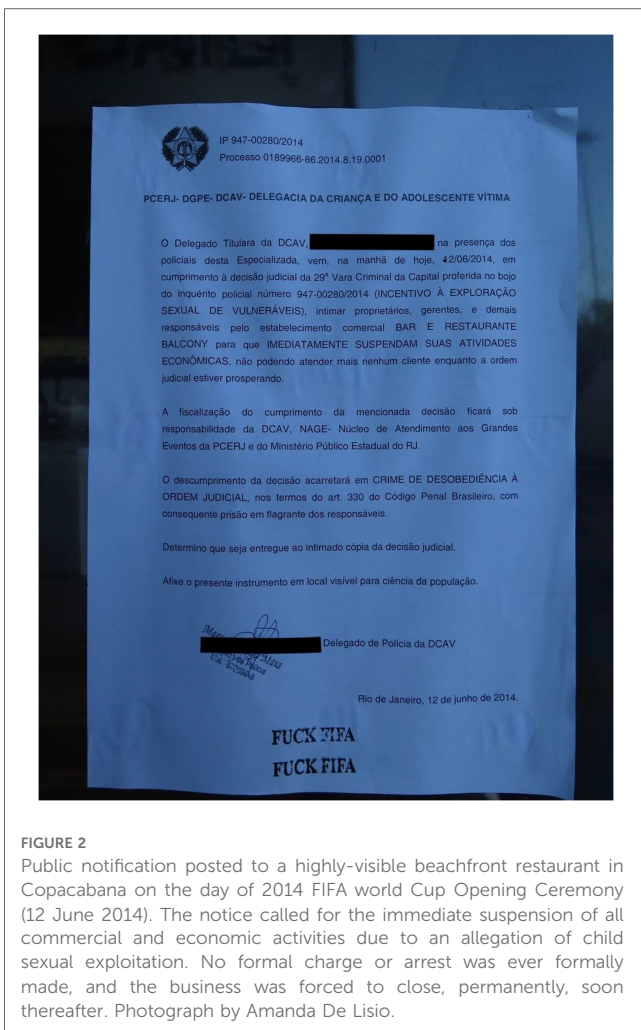 IP 947-00280/2014
Processo 0189966-86.2014.8.19.0001
PCERJ- DGPE- DCAV- DELEGACIA DA CRIANÇA E DO ADOLESCENTE VÍTIMA
O Delegado Titulara da DCAV, na presença dos
policiais desta Especializada, vem, na manhã de hoje, 12/06/2014, em
cumprimento à decisão judicial da 29ª Vara Criminal da Capital proferida no bojo
do inquérito policial número 947-00280/2014 (INCENTIVO À EXPLORAÇÃO
SEXUAL DE VULNERÁVEIS), intimar proprietários, gerentes, e demais
responsáveis pelo estabelecimento comercial BAR E RESTAURANTE
BALCONY para que IMEDIATAMENTE SUSPENDAM SUAS ATIVIDADES
ECONÔMICAS, não podendo atender mais nenhum cliente enquanto a ordem
judicial estiver prosperando.
A fiscalização do cumprimento da mencionada decisão ficará sob
responsabilidade da DCAV, NAGE- Núcleo de Atendimento aos Grandes
Eventos da PCERJ e do Ministério Público Estadual do RJ.
O descumprimento da decisão acarretará em CRIME DE DESOBEDIÊNCIA À
ORDEM JUDICIAL, nos termos do art. 330 do Código Penal Brasileiro, com
consequente prisão em flagrante dos responsáveis.
Determino que seja entregue ao intimado cópia da decisão judicial.
Afixe o presente instrumento em local visível para ciência da população.
Delegado de Polícia da DCAV
Rio de Janeiro, 12 de junho de 2014.
FUCK FIFA
FUCK FIFA
FIGURE 2
Public notification posted to a highly-visible beachfront restaurant in
Copacabana on the day of 2014 FIFA world Cup Opening Ceremony
(12 June 2014). The notice called for the immediate suspension of all
commercial and economic activities due to an allegation of child
sexual exploitation. No formal charge or arrest was ever formally
made, and the business was forced to close, permanently, soon
thereafter. Photograph by Amanda De Lisio.